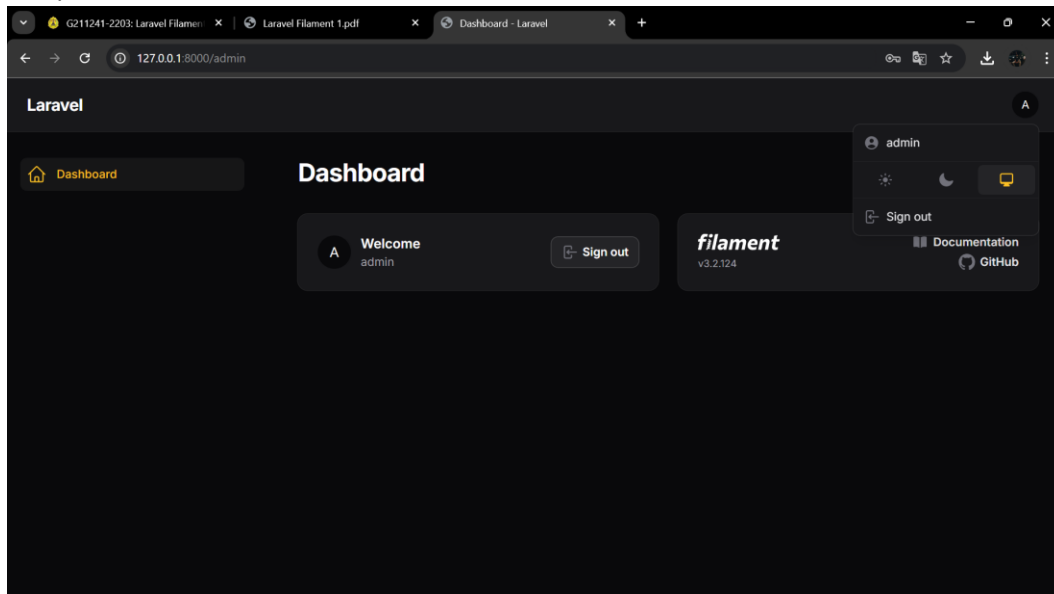 G211241-2203: Laravel Filamen
Laravel Filament 1.pdf
Dashboard - Laravel
127.0.0.1:8000/admin
Laravel
A
admin
Sign out
Dashboard
Dashboard
A
Welcome
admin
Sign out
filament
v3.2.124
Documentation
GitHub